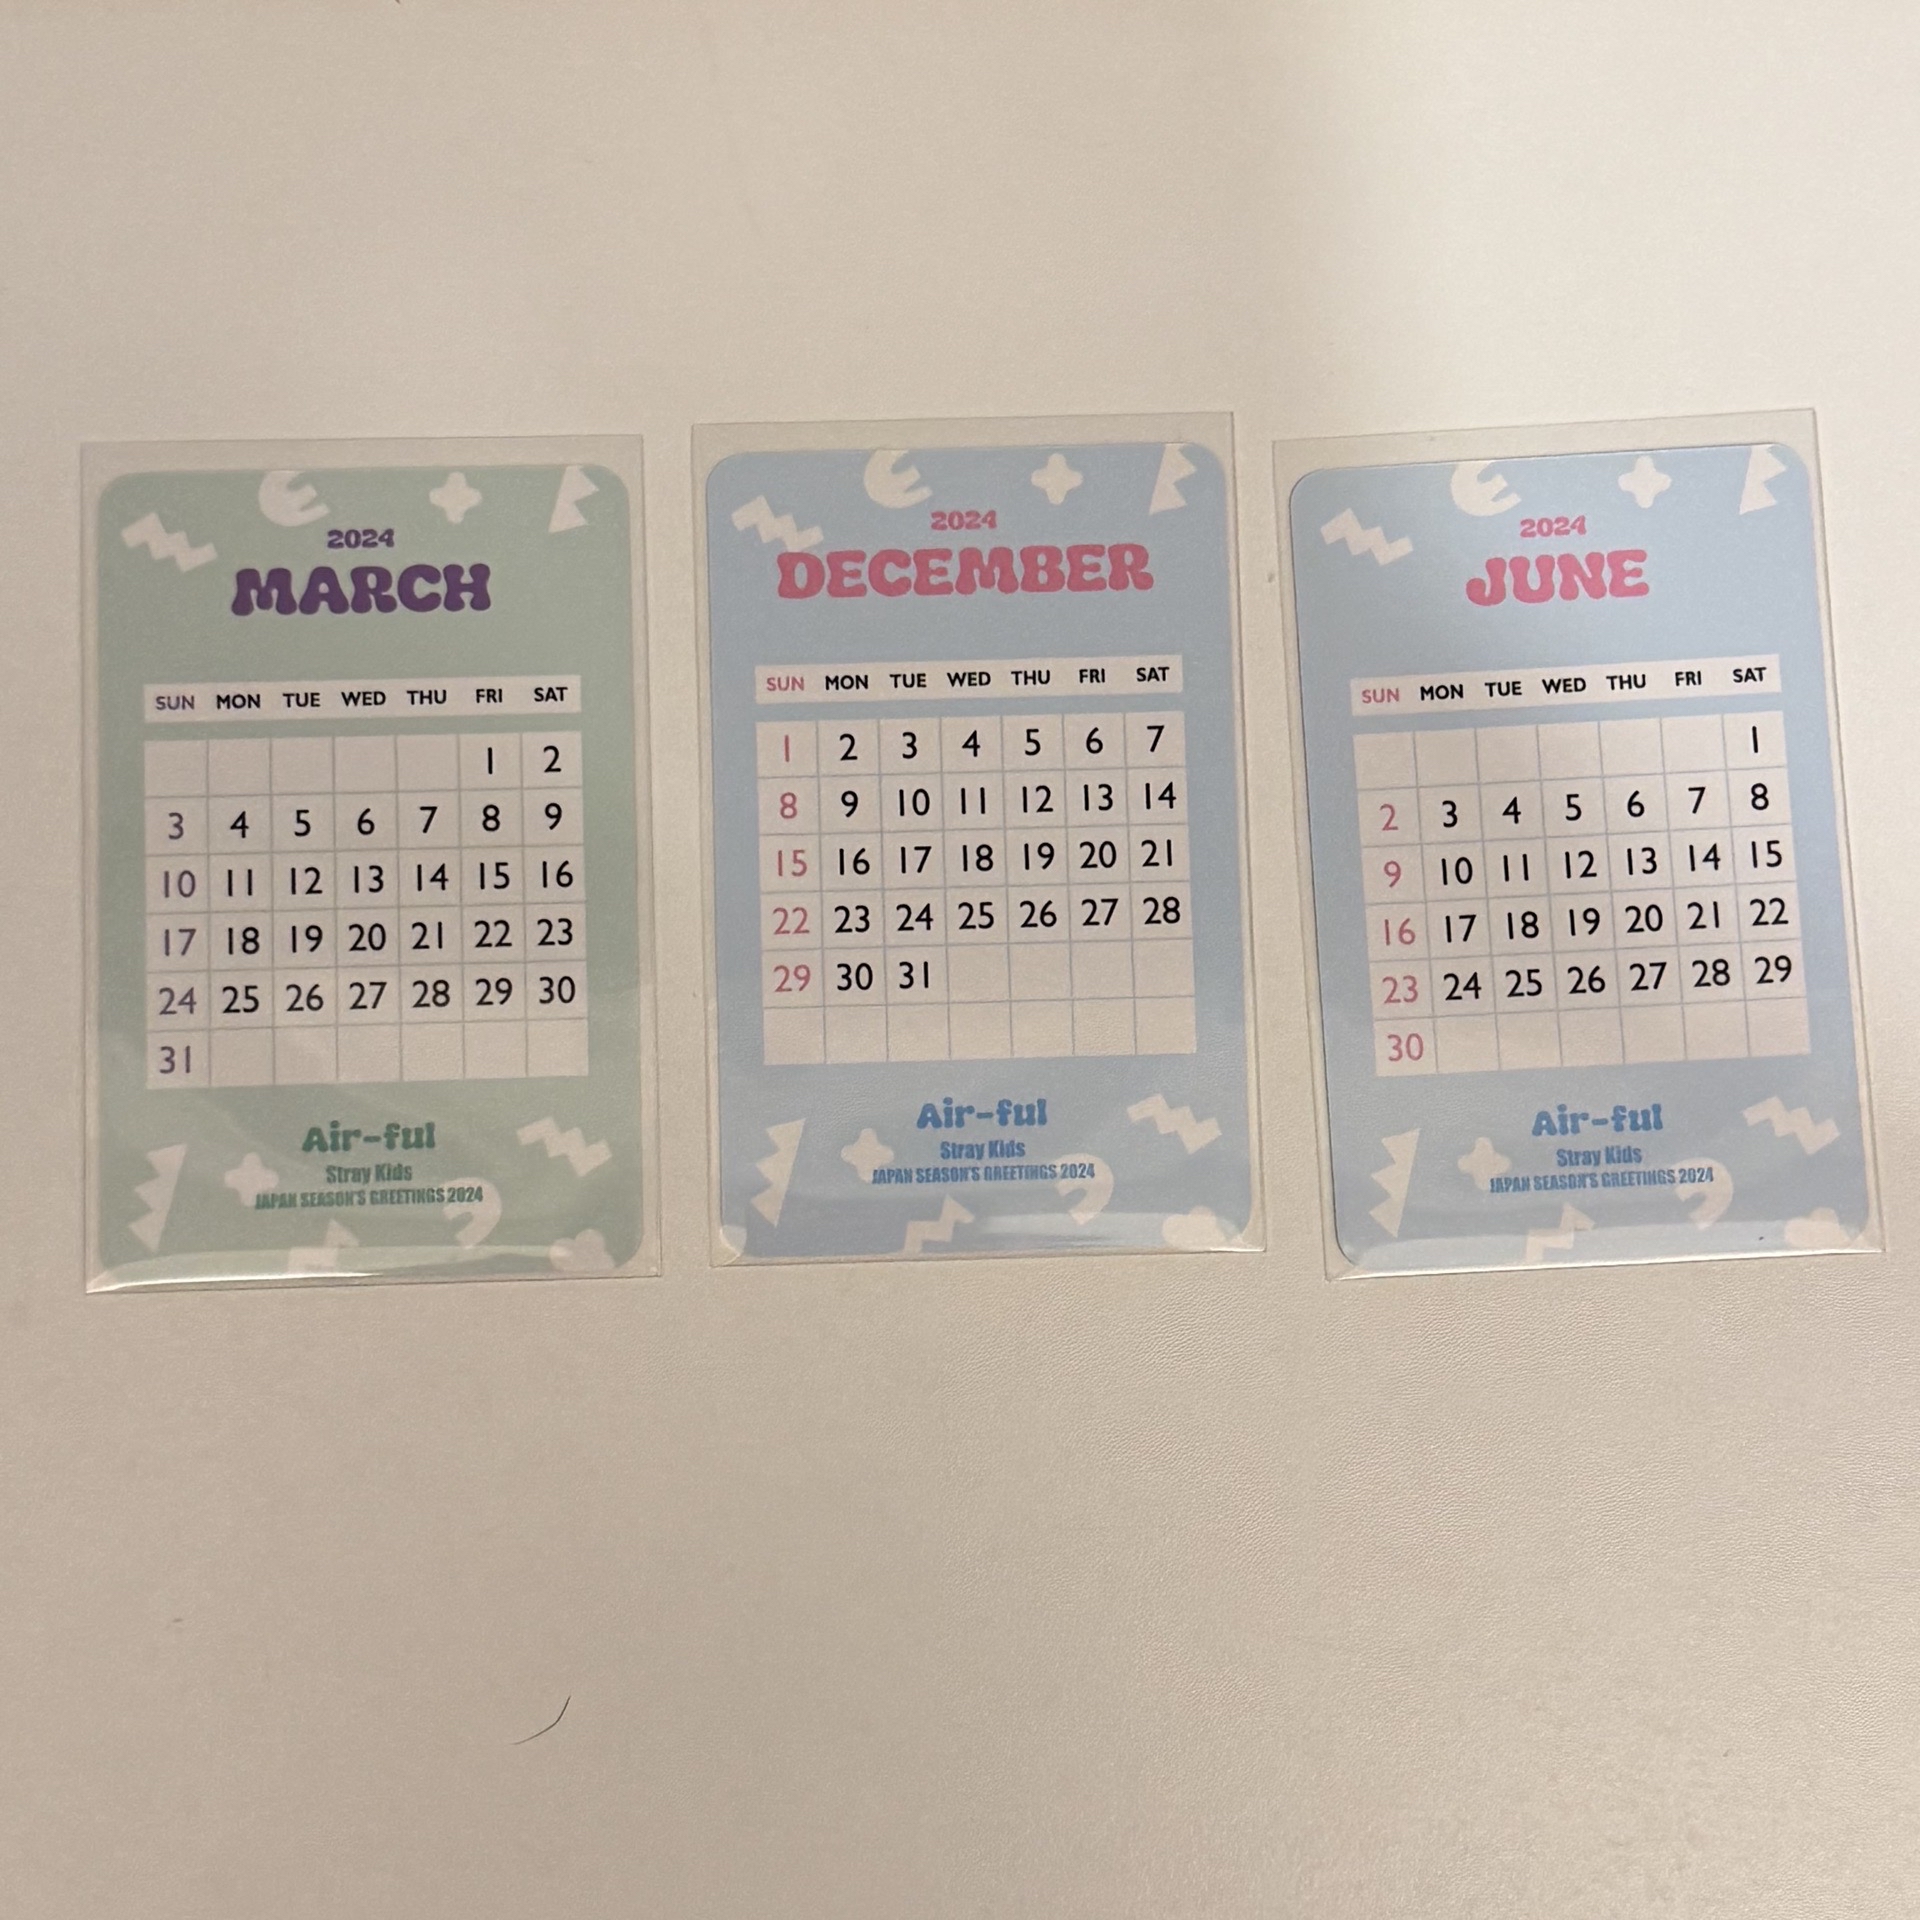 2024
MARCH
SUN MON TUE WED THU FRI SAT
1 2
3 4 5 6 7 8 9
10 11 12 13 14 15 16
17 18 19 20 21 22 23
24 25 26 27 28 29 30
31
Air-ful
Stray Kids
JAPAN SEASON'S GREETINGS 2024
2024
DECEMBER
SUN MON TUE WED THU FRI SAT
1 2 3 4 5 6 7
8 9 10 11 12 13 14
15 16 17 18 19 20 21
22 23 24 25 26 27 28
29 30 31
Air-ful
Stray Kids
JAPAN SEASON'S GREETINGS 2024
2024
JUNE
SUN MON TUE WED THU FRI SAT
1
2 3 4 5 6 7 8
9 10 11 12 13 14 15
16 17 18 19 20 21 22
23 24 25 26 27 28 29
30
Air-ful
Stray Kids
JAPAN SEASON'S GREETINGS 2024